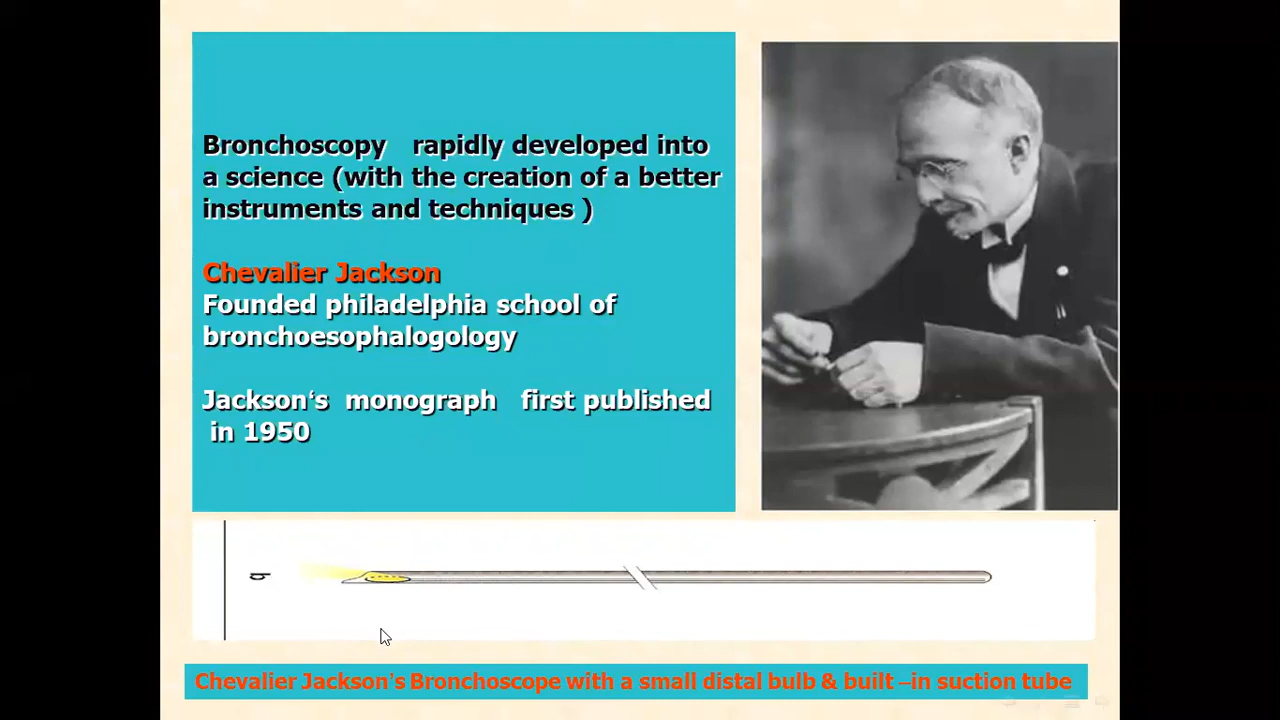 Bronchoscopy rapidly developed into
a science (with the creation of a better
instruments and techniques )
Chevalier Jackson
Founded philadelphia school of
bronchoesophalogology
Jackson‘s monograph first published
in 1950
b
Chevalier Jackson's Bronchoscope with a small distal bulb & built –in suction tube